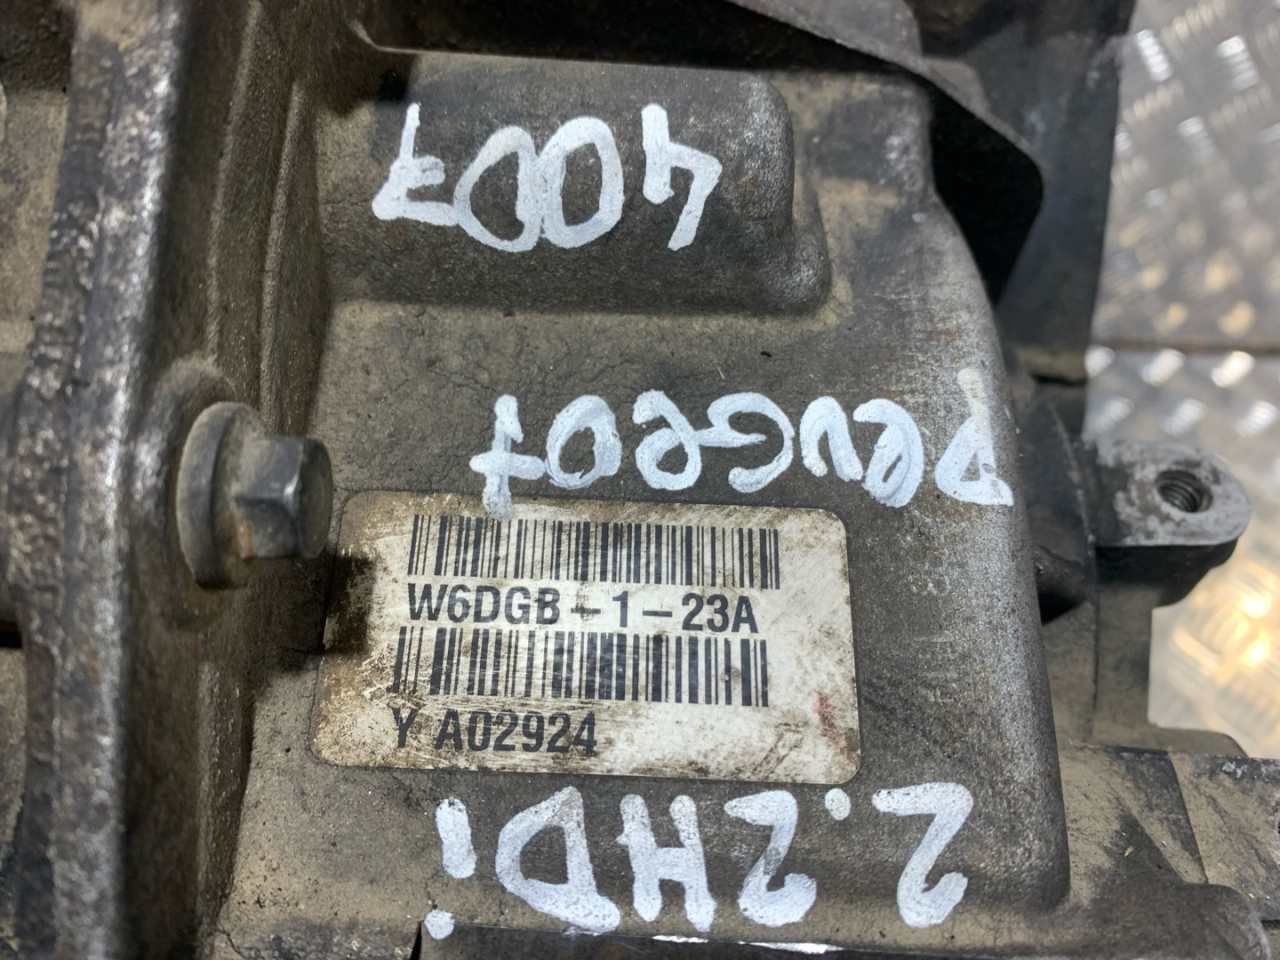 4007
Peugeot
W6DGB-1-23A
Y A02924
2.2HDi